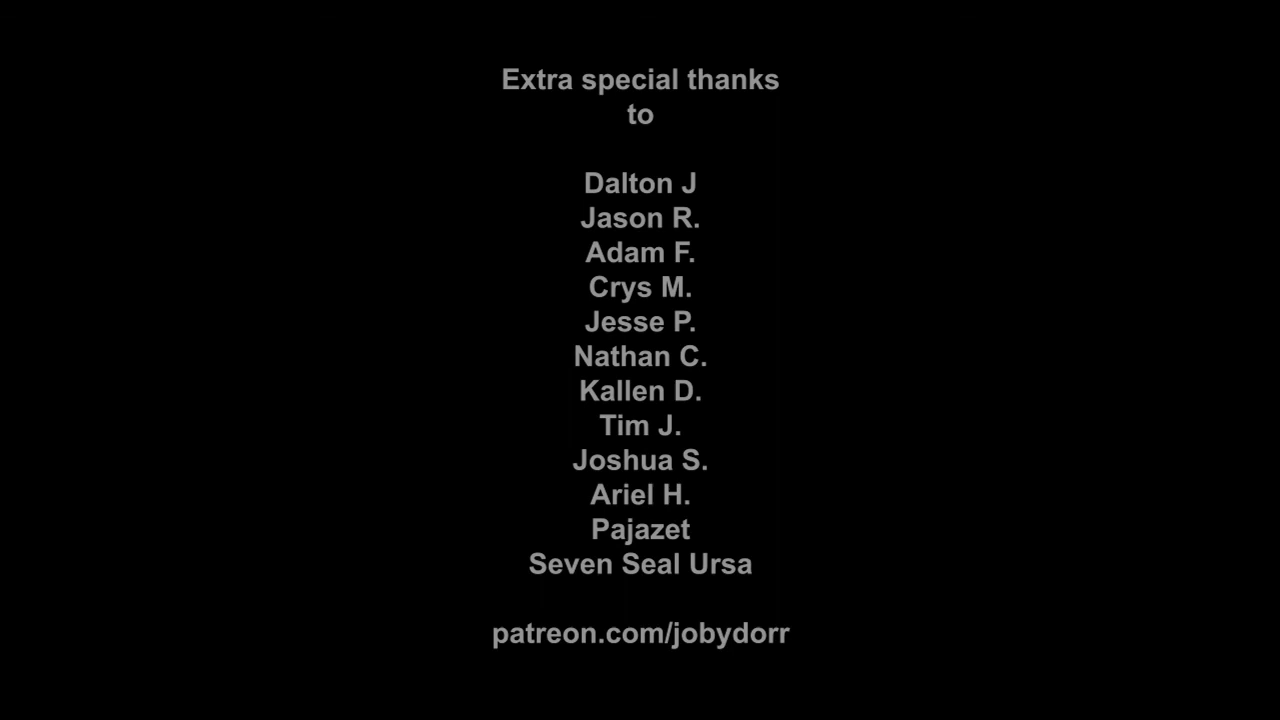 Extra special thanks
to
Dalton J
Jason R.
Adam F.
Crys M.
Jesse P.
Nathan C.
Kallen D.
Tim J.
Joshua S.
Ariel H.
Pajazet
Seven Seal Ursa
patreon.com/jobydorr